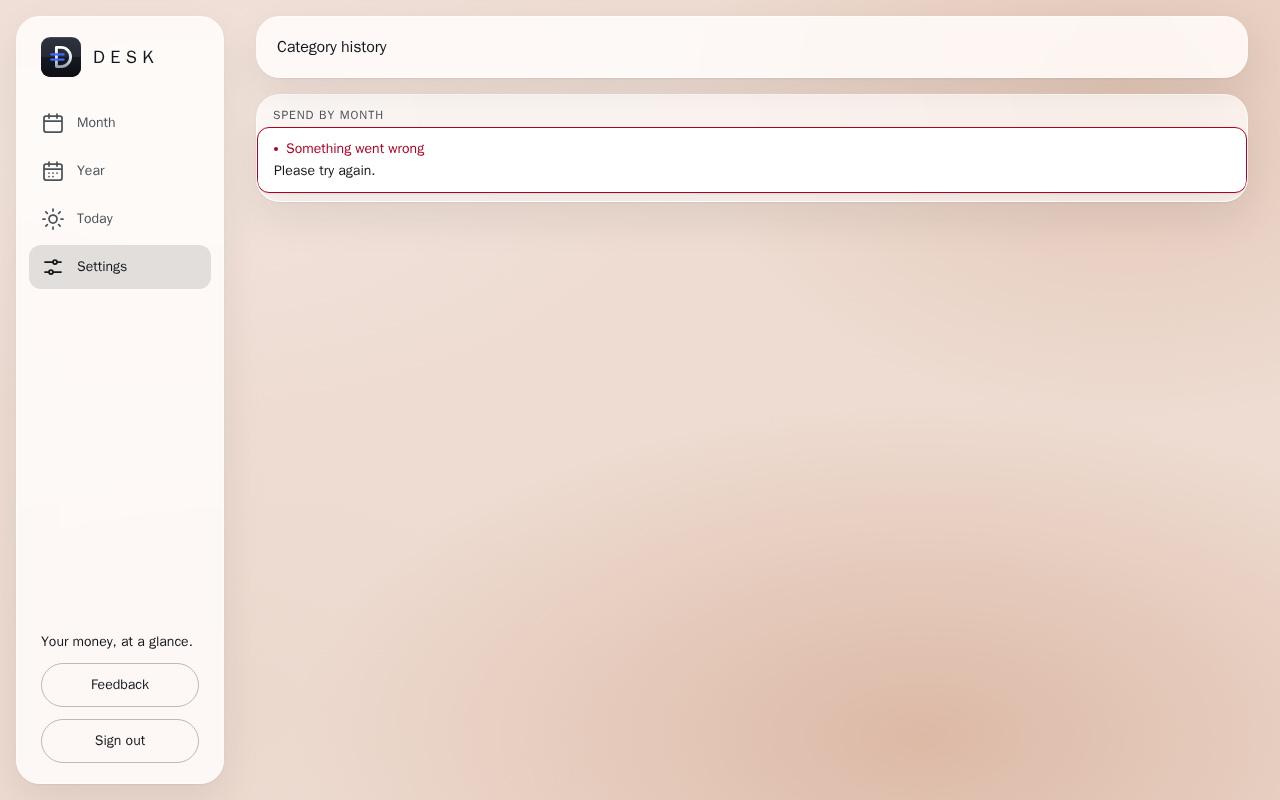 DESK
Month
Year
Today
Settings
Your money, at a glance.
Feedback
Sign out
Category history
SPEND BY MONTH
• Something went wrong
Please try again.